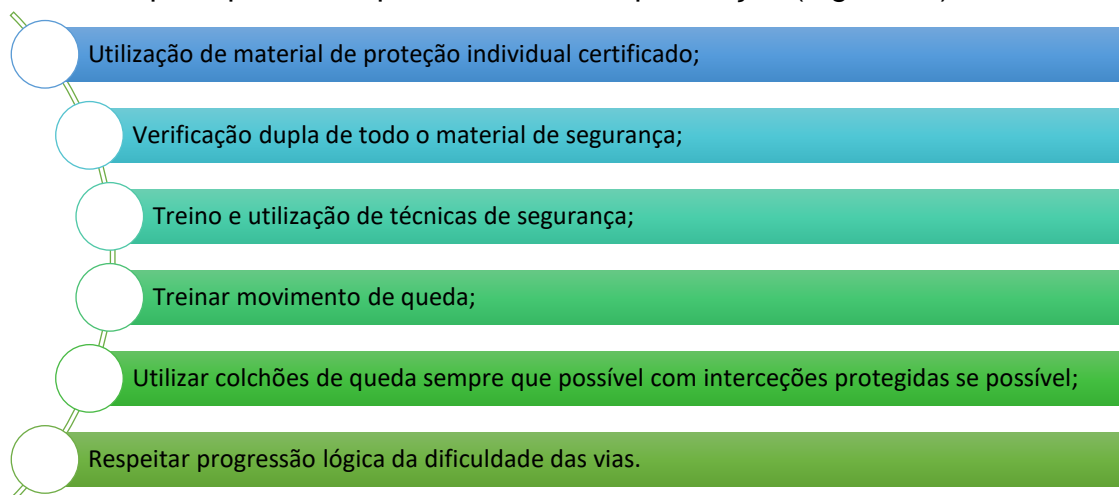 Utilização de material de proteção individual certificado;
Verificação dupla de todo o material de segurança;
Treino e utilização de técnicas de segurança;
Treinar movimento de queda;
Utilizar colchões de queda sempre que possível com interceções protegidas se possível;
Respeitar progressão lógica da dificuldade das vias.